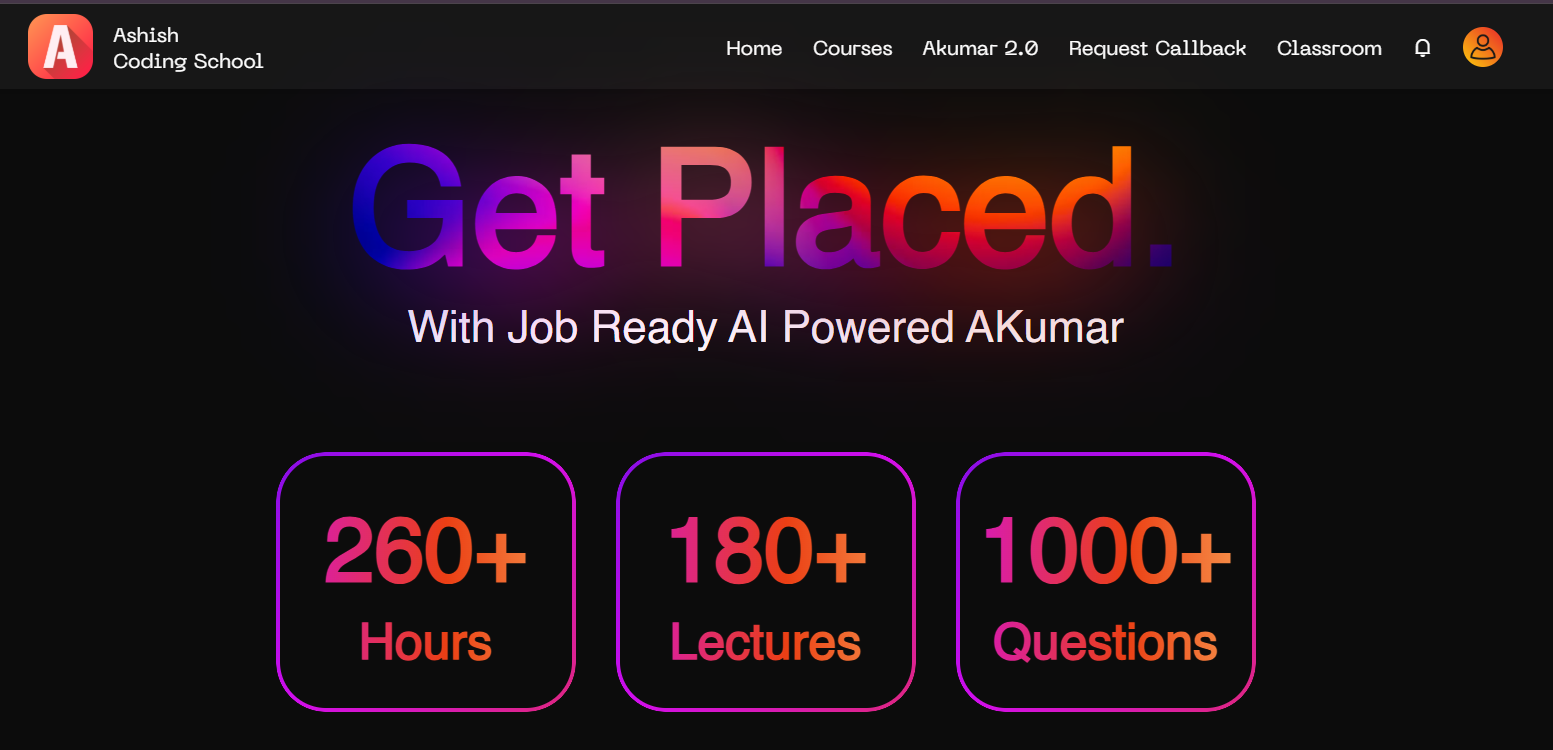 Ashish
Coding School
Home Courses Akumar 2.0 Request Callback Classroom
Get Placed.
With Job Ready AI Powered AKumar
260+ 180+ 1000+
Hours Lectures Questions